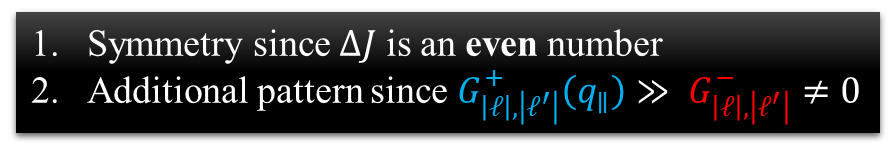 1. Symmetry since ΔJ is an even number
2. Additional pattern since G⁺|ℓ|,|ℓ′|(q∥) ≫ G⁻|ℓ|,|ℓ′| ≠ 0